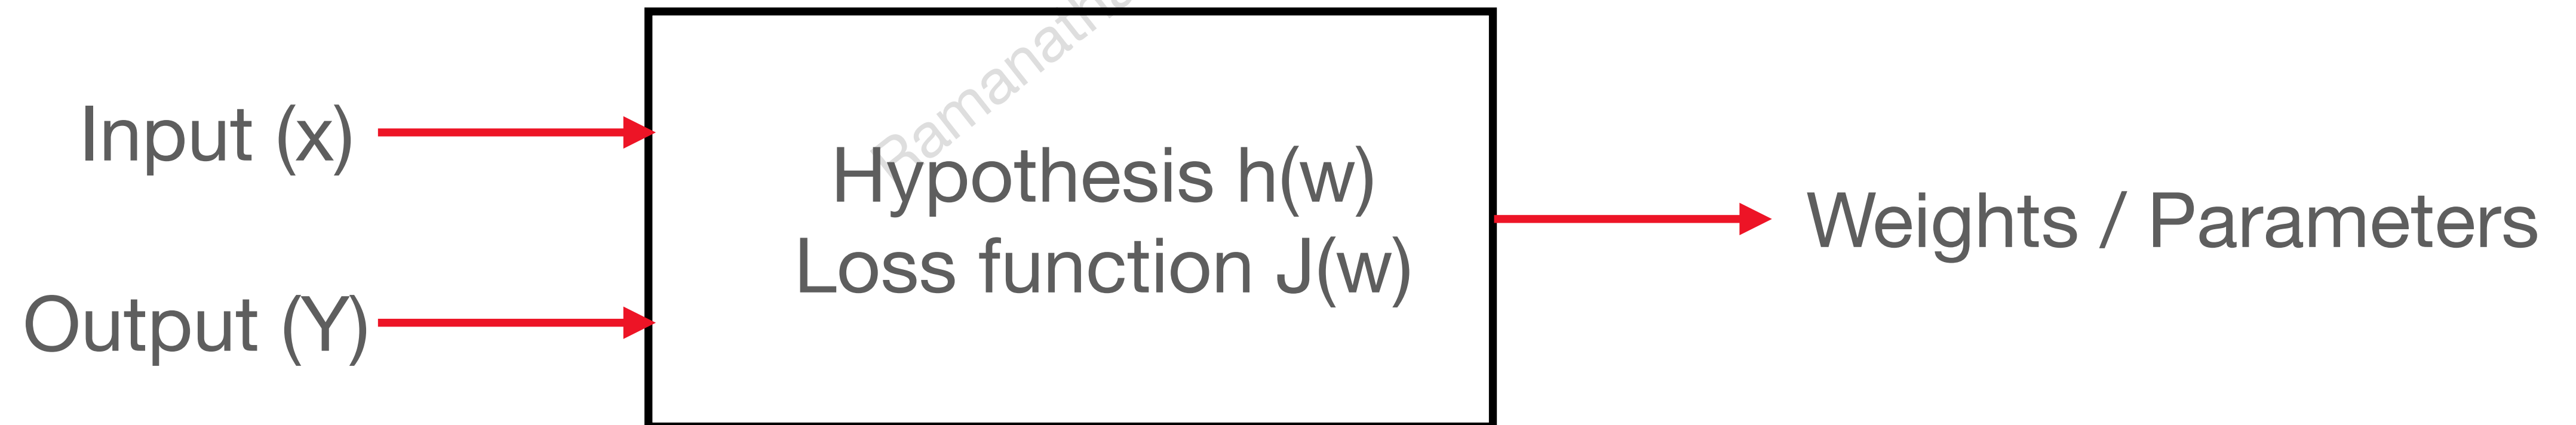 Input (x)
Output (Y)
Hypothesis h(w)
Loss function J(w)
Weights / Parameters